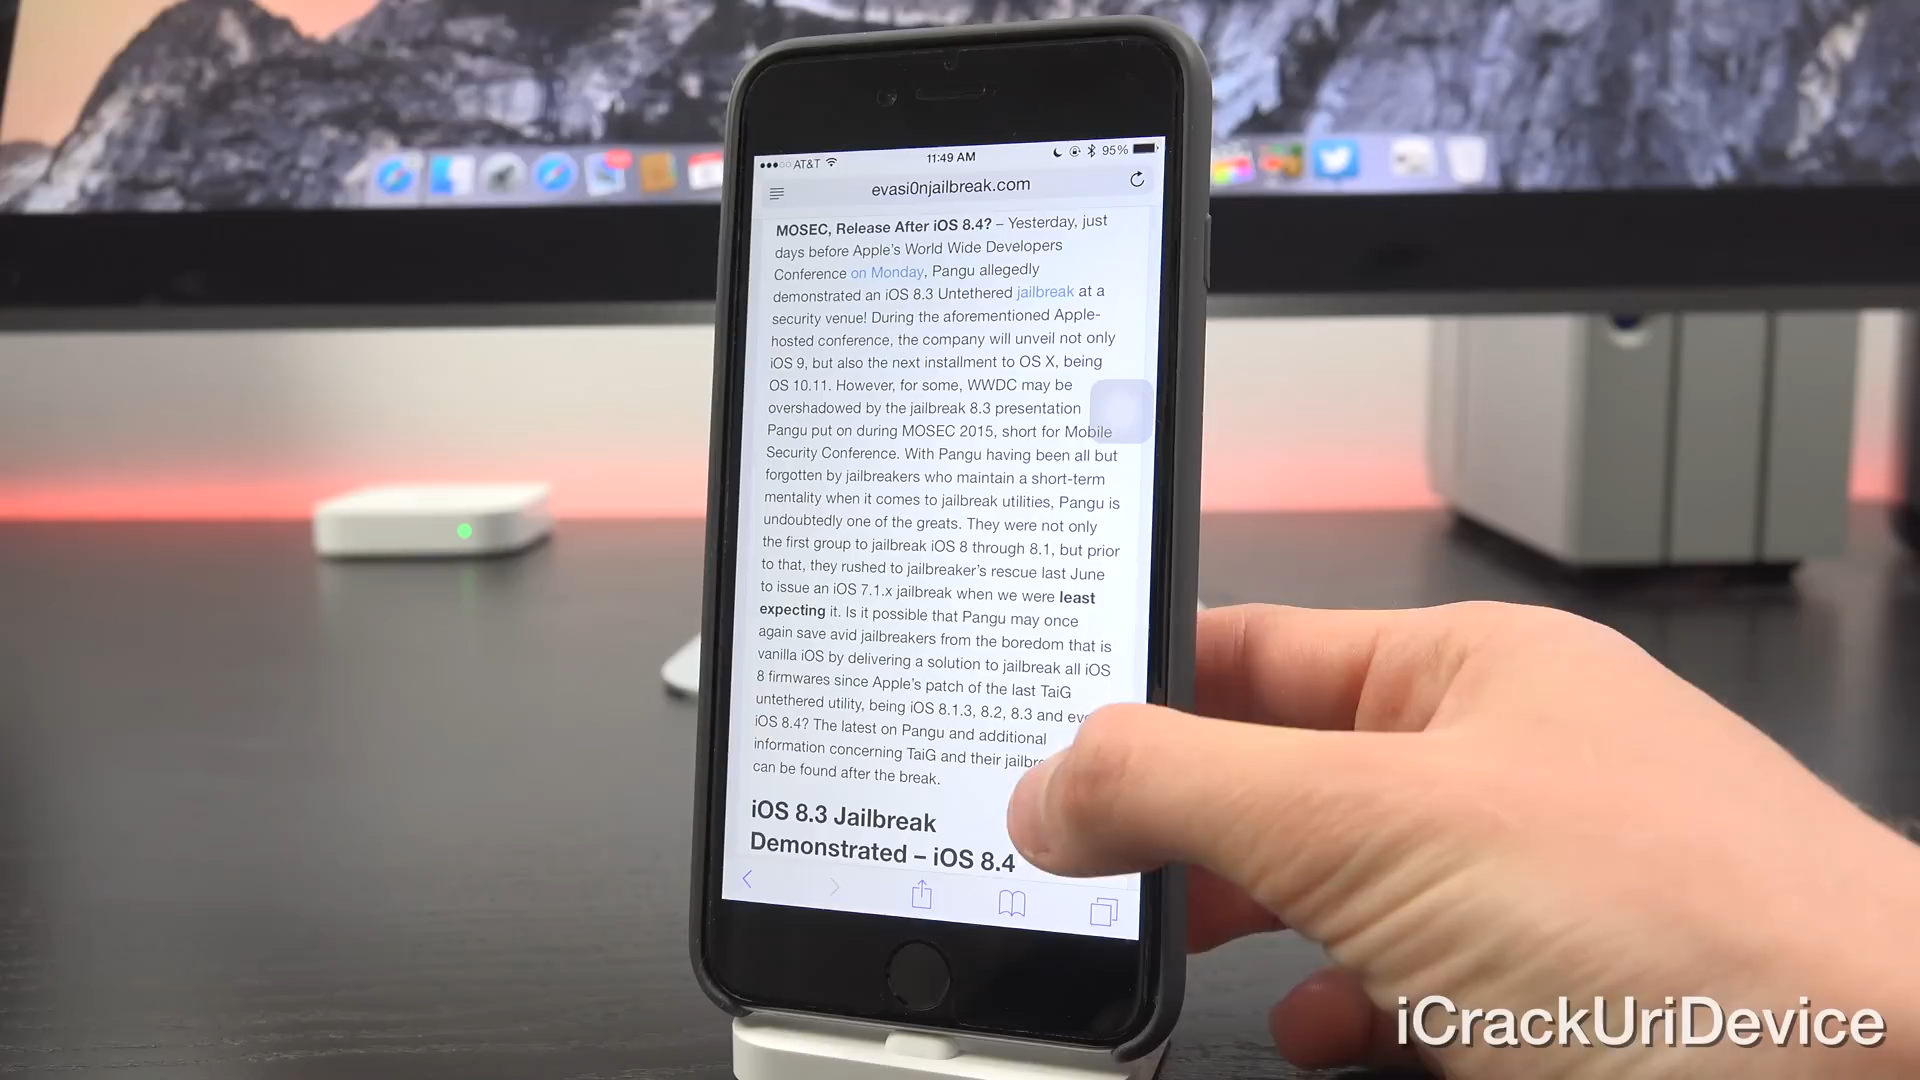 AT&T
11:49 AM
95%
evasi0njailbreak.com
MOSEC, Release After iOS 8.4? – Yesterday, just
days before Apple's World Wide Developers
Conference on Monday, Pangu allegedly
demonstrated an iOS 8.3 Untethered jailbreak at a
security venue! During the aforementioned Apple-
hosted conference, the company will unveil not only
iOS 9, but also the next installment to OS X, being
OS 10.11. However, for some, WWDC may be
overshadowed by the jailbreak 8.3 presentation
Pangu put on during MOSEC 2015, short for Mobile
Security Conference. With Pangu having been all but
forgotten by jailbreakers who maintain a short-term
mentality when it comes to jailbreak utilities, Pangu is
undoubtedly one of the greats. They were not only
the first group to jailbreak iOS 8 through 8.1, but prior
to that, they rushed to jailbreaker's rescue last June
to issue an iOS 7.1.x jailbreak when we were least
expecting it. Is it possible that Pangu may once
again save avid jailbreakers from the boredom that is
vanilla iOS by delivering a solution to jailbreak all iOS
8 firmwares since Apple's patch of the last TaiG
untethered utility, being iOS 8.1.3, 8.2, 8.3 and
iOS 8.4? The latest on Pangu and additional
information concerning TaiG and their
can be found after the break.
iOS 8.3 Jailbreak
Demonstrated – iOS 8.4
iCrackUriDevice